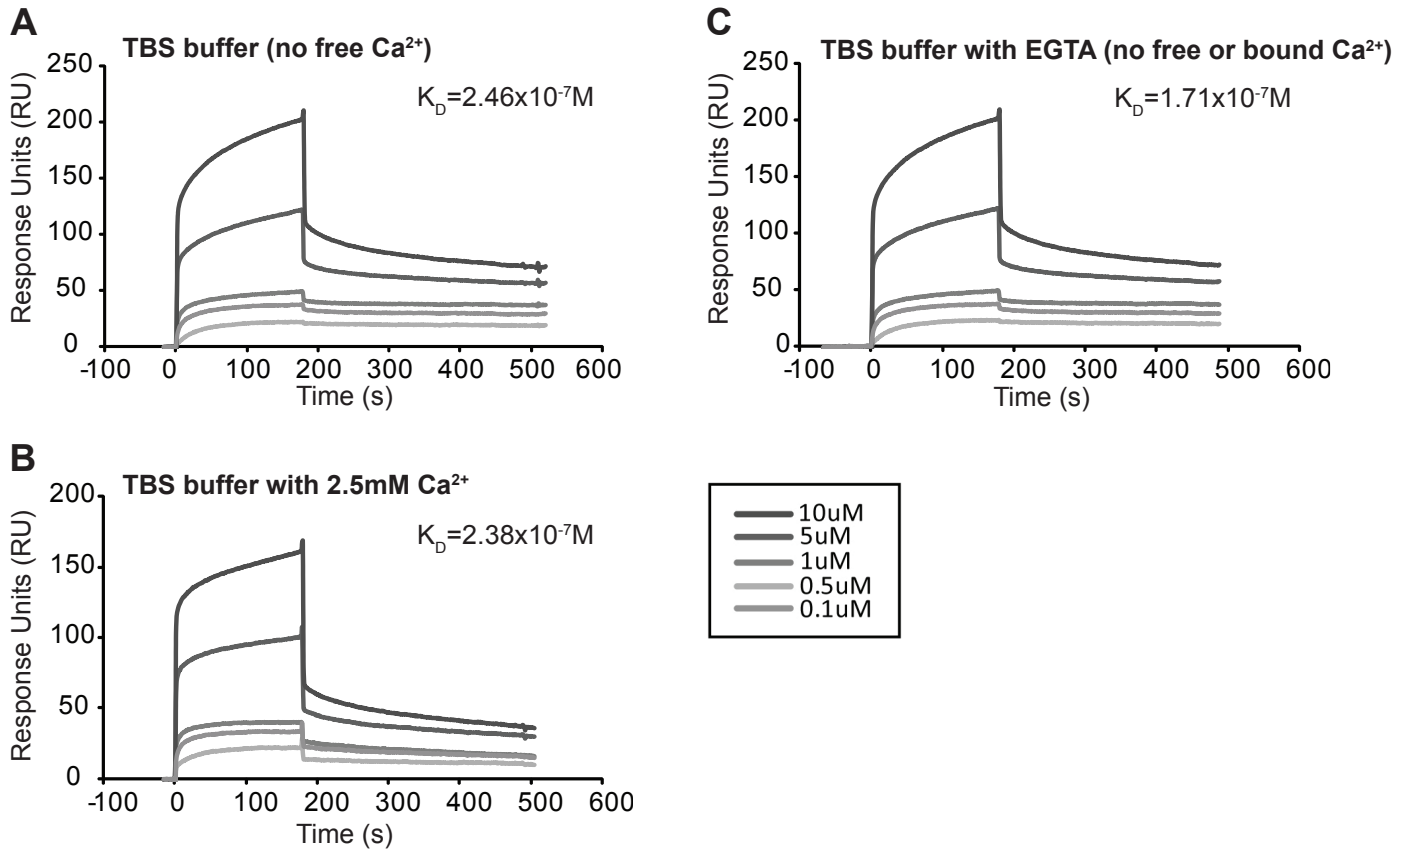 A
TBS buffer (no free Ca²⁺)
K_D=2.46x10⁻⁷M
Response Units (RU)
250
200
150
100
50
0
-100 0 100 200 300 400 500 600
Time (s)
C
TBS buffer with EGTA (no free or bound Ca²⁺)
K_D=1.71x10⁻⁷M
Response Units (RU)
250
200
150
100
50
0
-100 0 100 200 300 400 500 600
Time (s)
B
TBS buffer with 2.5mM Ca²⁺
K_D=2.38x10⁻⁷M
Response Units (RU)
200
150
100
50
0
-100 0 100 200 300 400 500 600
Time (s)
10uM
5uM
1uM
0.5uM
0.1uM